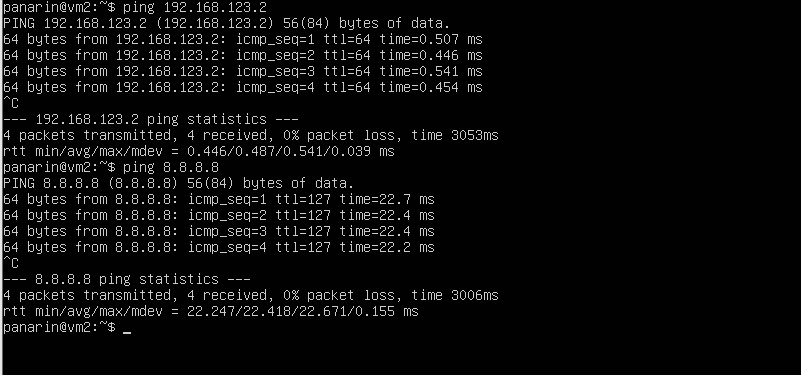 panarin@vm2:~$ ping 192.168.123.2
PING 192.168.123.2 (192.168.123.2) 56(84) bytes of data.
64 bytes from 192.168.123.2: icmp_seq=1 ttl=64 time=0.507 ms
64 bytes from 192.168.123.2: icmp_seq=2 ttl=64 time=0.446 ms
64 bytes from 192.168.123.2: icmp_seq=3 ttl=64 time=0.541 ms
64 bytes from 192.168.123.2: icmp_seq=4 ttl=64 time=0.454 ms
^C
--- 192.168.123.2 ping statistics ---
4 packets transmitted, 4 received, 0% packet loss, time 3053ms
rtt min/avg/max/mdev = 0.446/0.487/0.541/0.039 ms
panarin@vm2:~$ ping 8.8.8.8
PING 8.8.8.8 (8.8.8.8) 56(84) bytes of data.
64 bytes from 8.8.8.8: icmp_seq=1 ttl=127 time=22.7 ms
64 bytes from 8.8.8.8: icmp_seq=2 ttl=127 time=22.4 ms
64 bytes from 8.8.8.8: icmp_seq=3 ttl=127 time=22.4 ms
64 bytes from 8.8.8.8: icmp_seq=4 ttl=127 time=22.2 ms
^C
--- 8.8.8.8 ping statistics ---
4 packets transmitted, 4 received, 0% packet loss, time 3006ms
rtt min/avg/max/mdev = 22.247/22.418/22.671/0.155 ms
panarin@vm2:~$ _